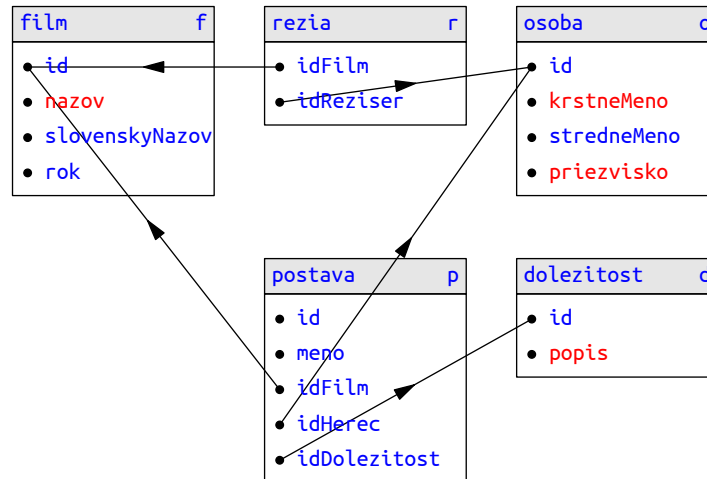 film f
id
nazov
slovenskyNazov
rok
rezia r
idFilm
idReziser
osoba
id
krstneMeno
stredneMeno
priezvisko
postava p
id
meno
idFilm
idHerec
idDolezitost
dolezitost
id
popis